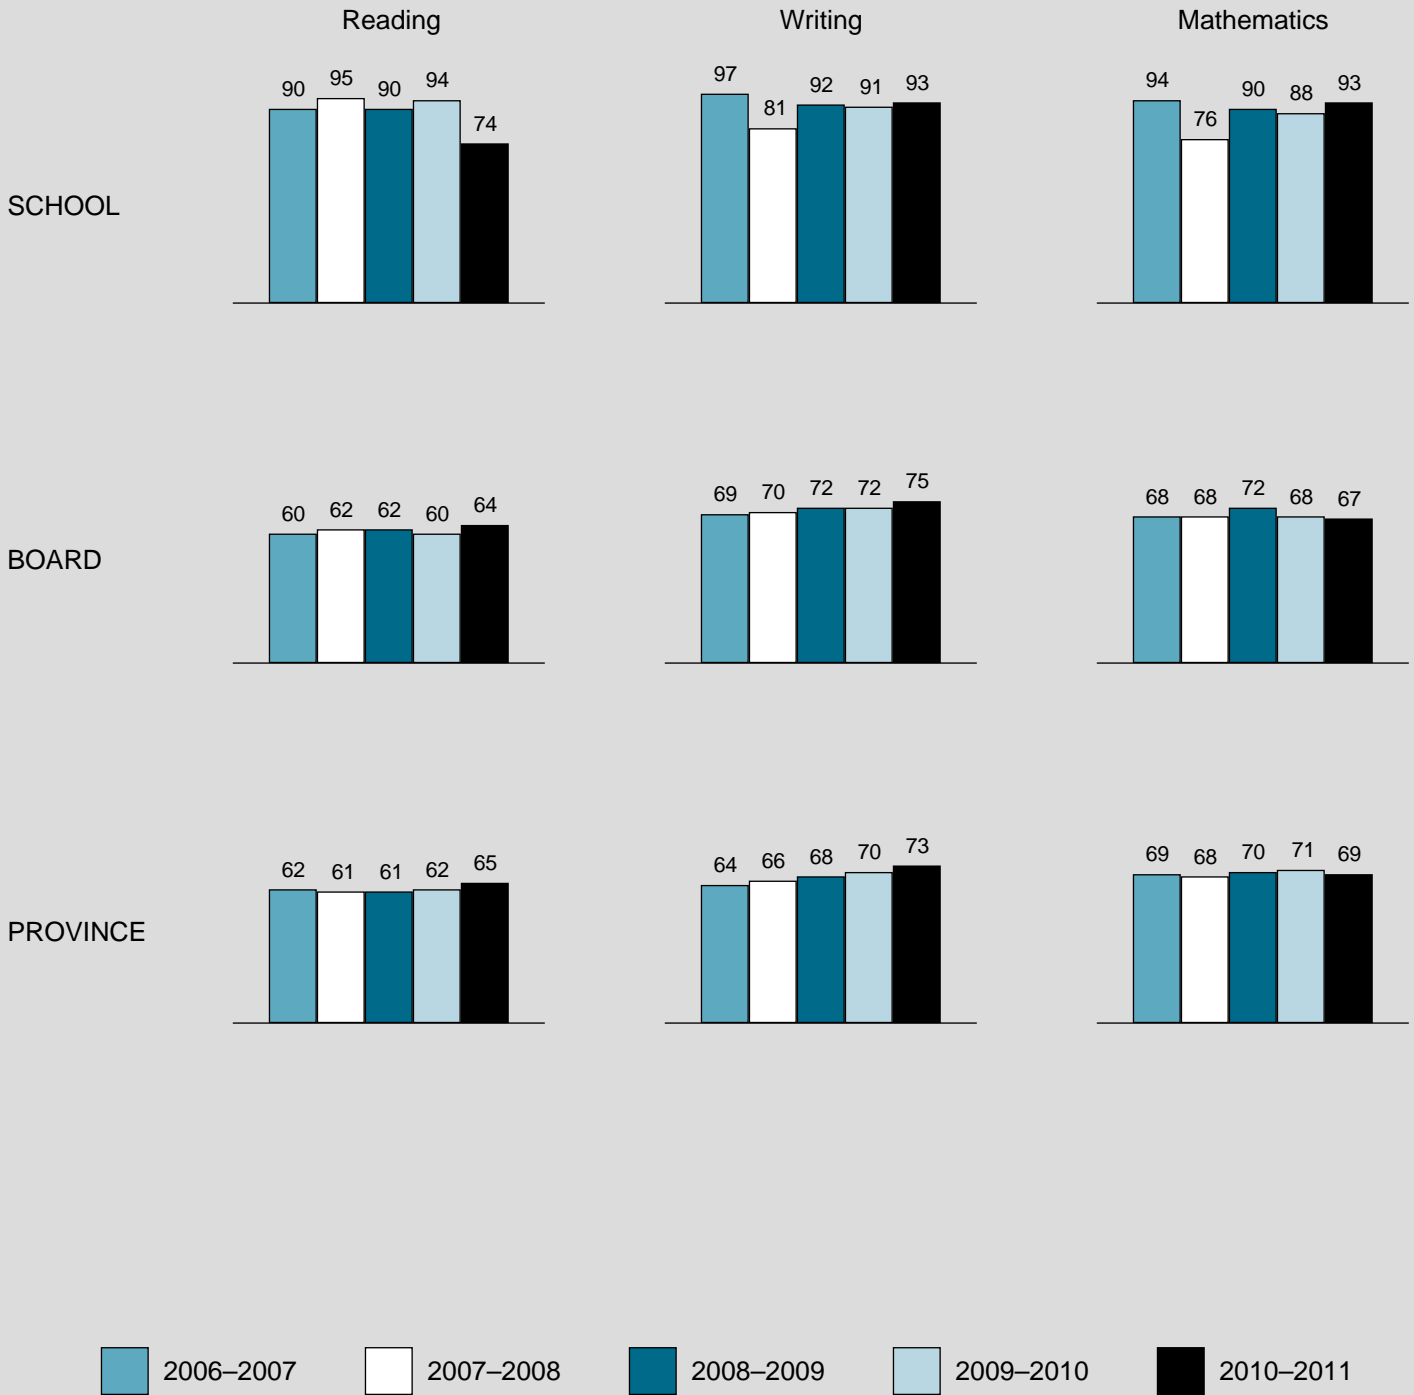 Reading Writing Mathematics
90 95 90 94 74
97 81 92 91 93
94 76 90 88 93
SCHOOL
60 62 62 60 64
69 70 72 72 75
68 68 72 68 67
BOARD
62 61 61 62 65
64 66 68 70 73
69 68 70 71 69
PROVINCE
2006–2007 2007–2008 2008–2009 2009–2010 2010–2011